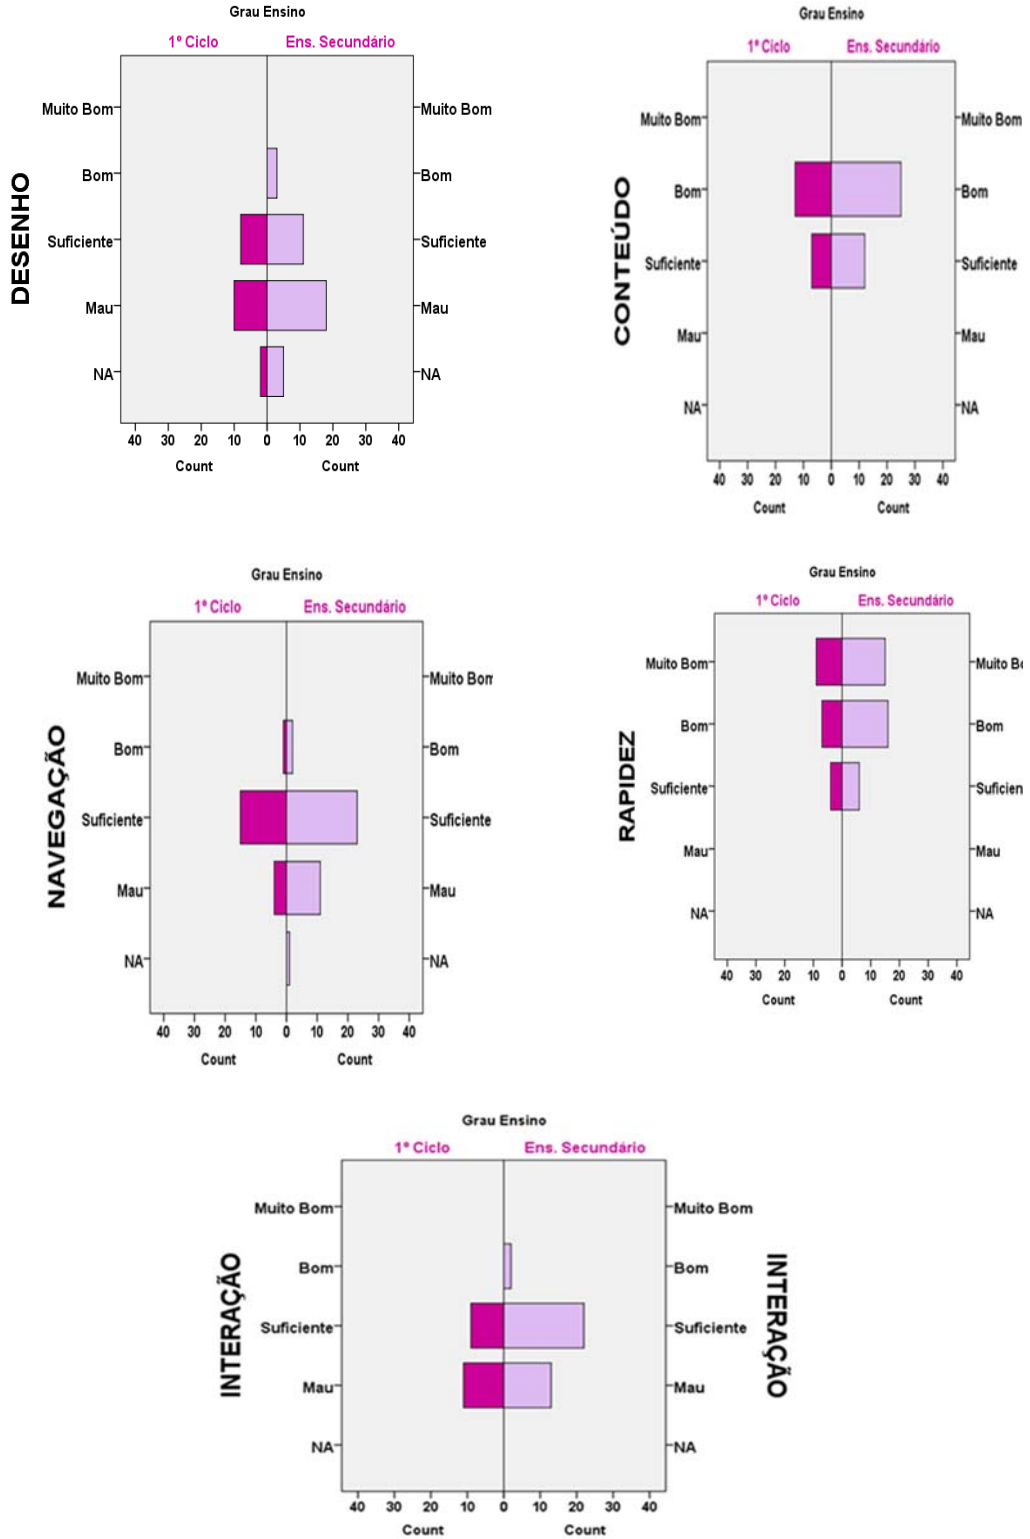 Grau Ensino
1º Ciclo Ens. Secundário
DESENHO
Muito Bom Muito Bom
Bom Bom
Suficiente Suficiente
Mau Mau
NA NA
40 30 20 10 0 10 20 30 40
Count Count
Grau Ensino
1º Ciclo Ens. Secundário
CONTEÚDO
Muito Bom Muito Bom
Bom Bom
Suficiente Suficiente
Mau Mau
NA NA
40 30 20 10 0 10 20 30 40
Count Count
Grau Ensino
1º Ciclo Ens. Secundário
NAVEGAÇÃO
Muito Bom Muito Bom
Bom Bom
Suficiente Suficiente
Mau Mau
NA NA
40 30 20 10 0 10 20 30 40
Count Count
Grau Ensino
1º Ciclo Ens. Secundário
RAPIDEZ
Muito Bom Muito Bo
Bom Bom
Suficiente Suficien
Mau Mau
NA NA
40 30 20 10 0 10 20 30 40
Count Count
Grau Ensino
1º Ciclo Ens. Secundário
INTERAÇÃO
Muito Bom Muito Bom
Bom Bom
Suficiente Suficiente
Mau Mau
NA NA
40 30 20 10 0 10 20 30 40
Count Count
INTERAÇÃO